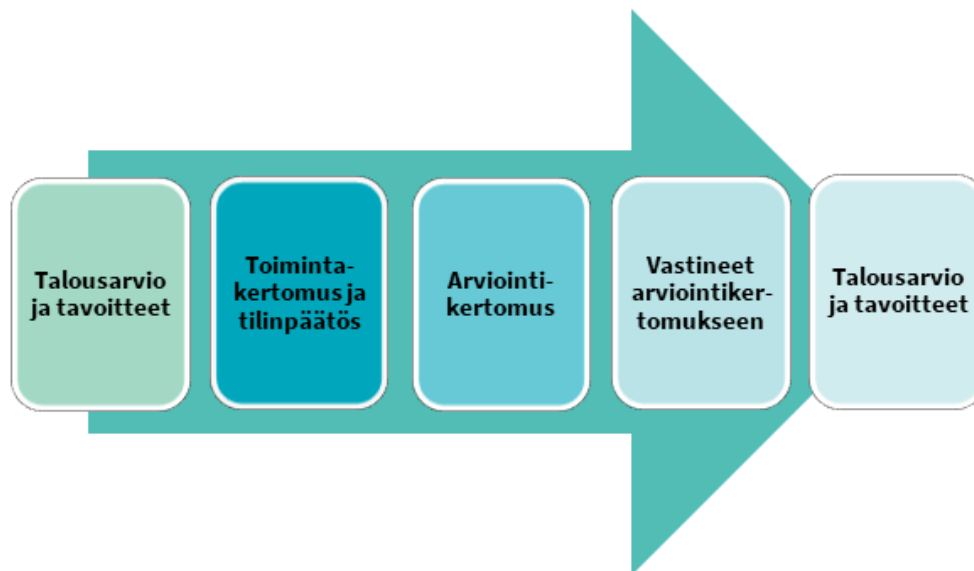 Talousarvio
ja tavoitteet
Toiminta-
kertomus ja
tilinpäätös
Arviointi-
kertomus
Vastineet
arviointiker-
tomukseen
Talousarvio
ja tavoitteet